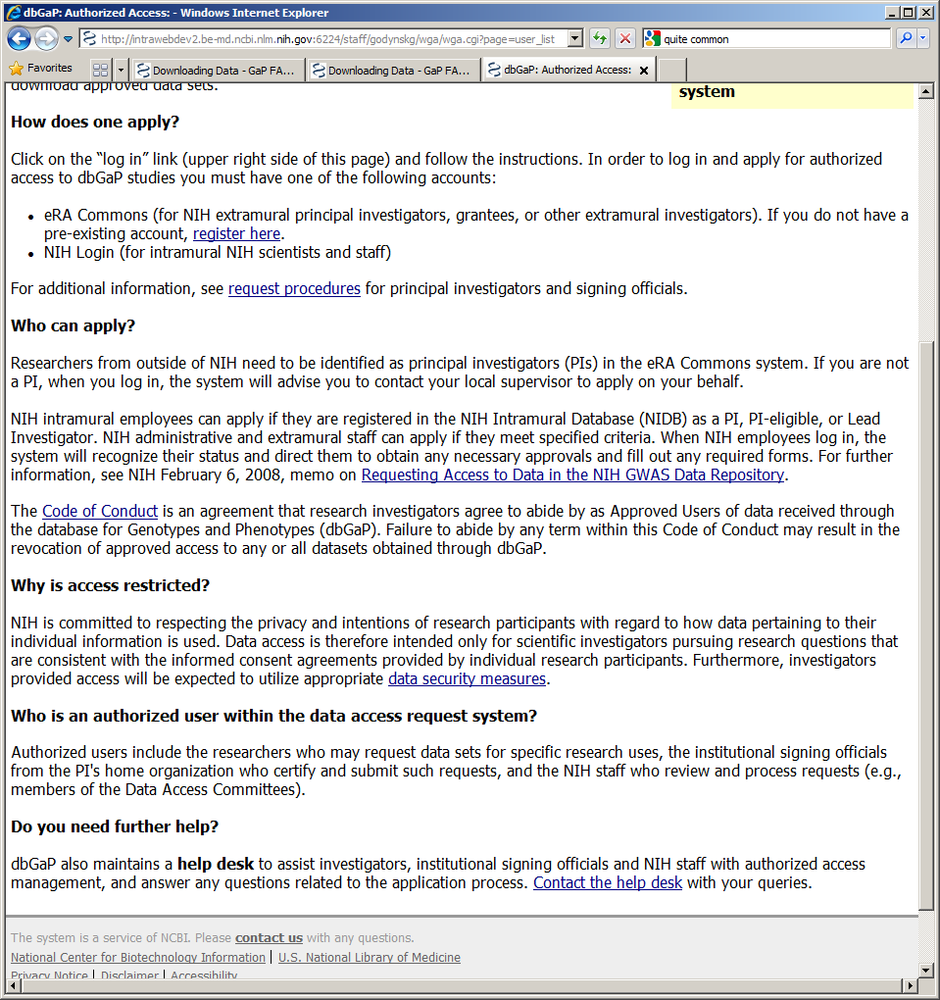 dbGaP: Authorized Access: - Windows Internet Explorer
http://intrawebdev2.be-md.ncbi.nlm.nih.gov:6224/staff/godynskg/wga/wga.cgi?page=user_list
quite common
Favorites
Downloading Data - GaP FA...
Downloading Data - GaP FA...
dbGaP: Authorized Access:
download approved data sets.
system
How does one apply?
Click on the “log in” link (upper right side of this page) and follow the instructions. In order to log in and apply for authorized
access to dbGaP studies you must have one of the following accounts:
• eRA Commons (for NIH extramural principal investigators, grantees, or other extramural investigators). If you do not have a
pre-existing account, register here.
• NIH Login (for intramural NIH scientists and staff)
For additional information, see request procedures for principal investigators and signing officials.
Who can apply?
Researchers from outside of NIH need to be identified as principal investigators (PIs) in the eRA Commons system. If you are not
a PI, when you log in, the system will advise you to contact your local supervisor to apply on your behalf.
NIH intramural employees can apply if they are registered in the NIH Intramural Database (NIDB) as a PI, PI-eligible, or Lead
Investigator. NIH administrative and extramural staff can apply if they meet specified criteria. When NIH employees log in, the
system will recognize their status and direct them to obtain any necessary approvals and fill out any required forms. For further
information, see NIH February 6, 2008, memo on Requesting Access to Data in the NIH GWAS Data Repository.
The Code of Conduct is an agreement that research investigators agree to abide by as Approved Users of data received through
the database for Genotypes and Phenotypes (dbGaP). Failure to abide by any term within this Code of Conduct may result in the
revocation of approved access to any or all datasets obtained through dbGaP.
Why is access restricted?
NIH is committed to respecting the privacy and intentions of research participants with regard to how data pertaining to their
individual information is used. Data access is therefore intended only for scientific investigators pursuing research questions that
are consistent with the informed consent agreements provided by individual research participants. Furthermore, investigators
provided access will be expected to utilize appropriate data security measures.
Who is an authorized user within the data access request system?
Authorized users include the researchers who may request data sets for specific research uses, the institutional signing officials
from the PI's home organization who certify and submit such requests, and the NIH staff who review and process requests (e.g.,
members of the Data Access Committees).
Do you need further help?
dbGaP also maintains a help desk to assist investigators, institutional signing officials and NIH staff with authorized access
management, and answer any questions related to the application process. Contact the help desk with your queries.
The system is a service of NCBI. Please contact us with any questions.
National Center for Biotechnology Information | U.S. National Library of Medicine
Privacy Notice | Disclaimer | Accessibility